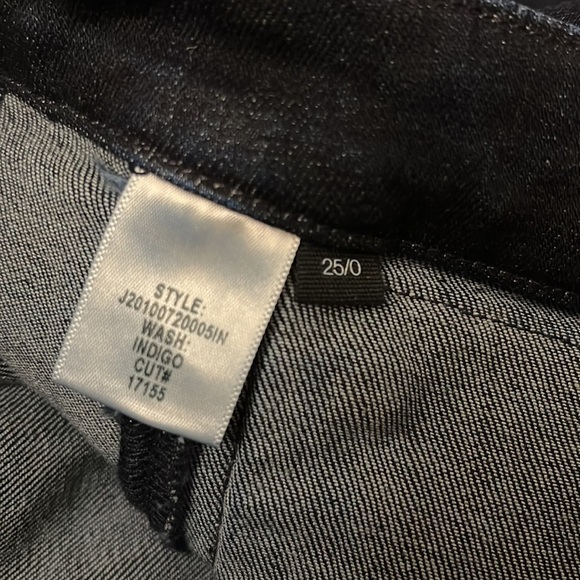 STYLE:
J20100720005IN
WASH:
INDIGO
CUT#
17155
25/0